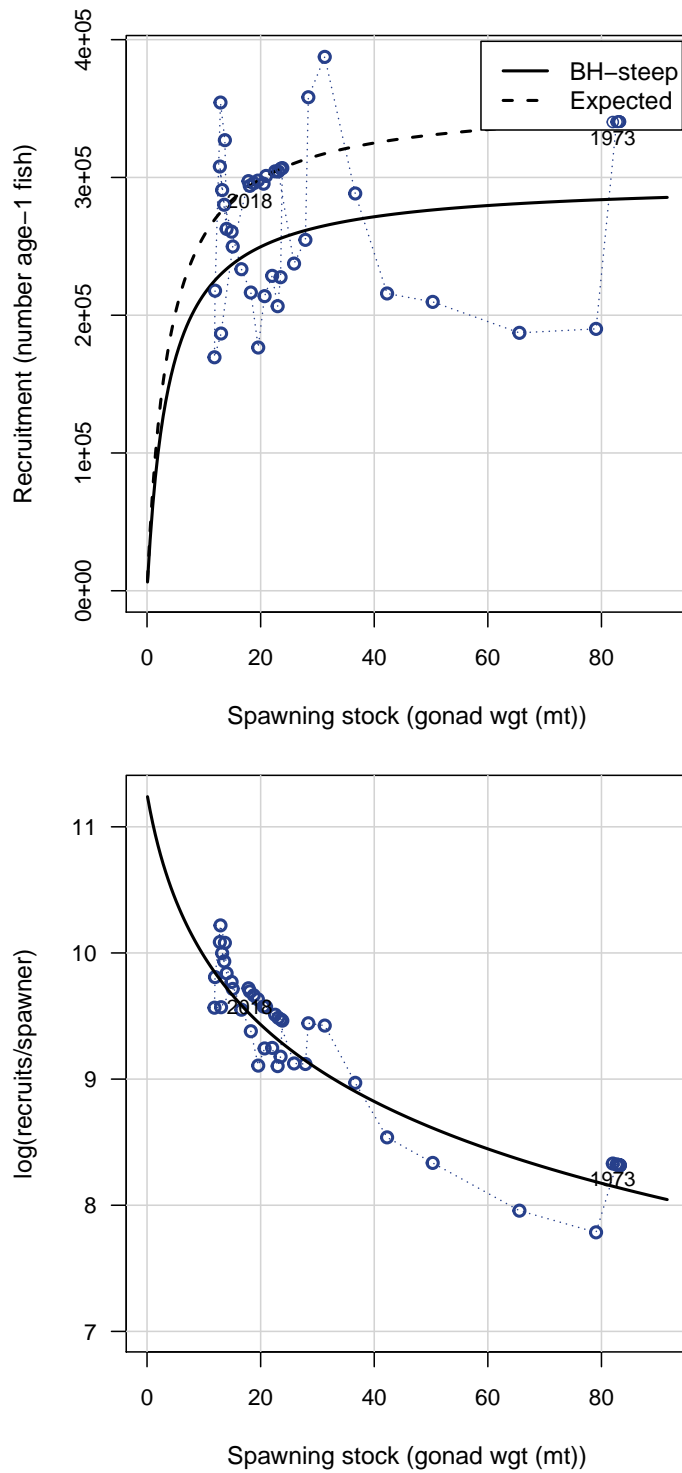 4e+05
3e+05
2e+05
1e+05
0e+00
Recruitment (number age−1 fish)
BH−steep
Expected
1973
2018
0 20 40 60 80
Spawning stock (gonad wgt (mt))
11
10
9
8
7
log(recruits/spawner)
2018
1973
0 20 40 60 80
Spawning stock (gonad wgt (mt))